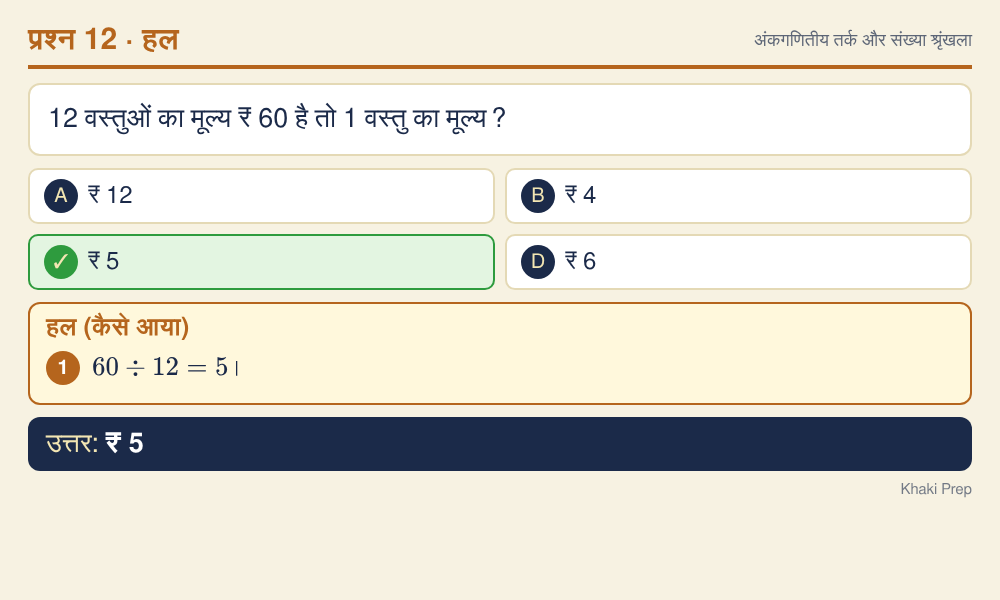 प्रश्न 12 · हल
अंकगणितीय तर्क और संख्या श्रृंखला
12 वस्तुओं का मूल्य ₹ 60 है तो 1 वस्तु का मूल्य ?
A ₹ 12
B ₹ 4
✓ ₹ 5
D ₹ 6
हल (कैसे आया)
1 60 ÷ 12 = 5।
उत्तर: ₹ 5
Khaki Prep